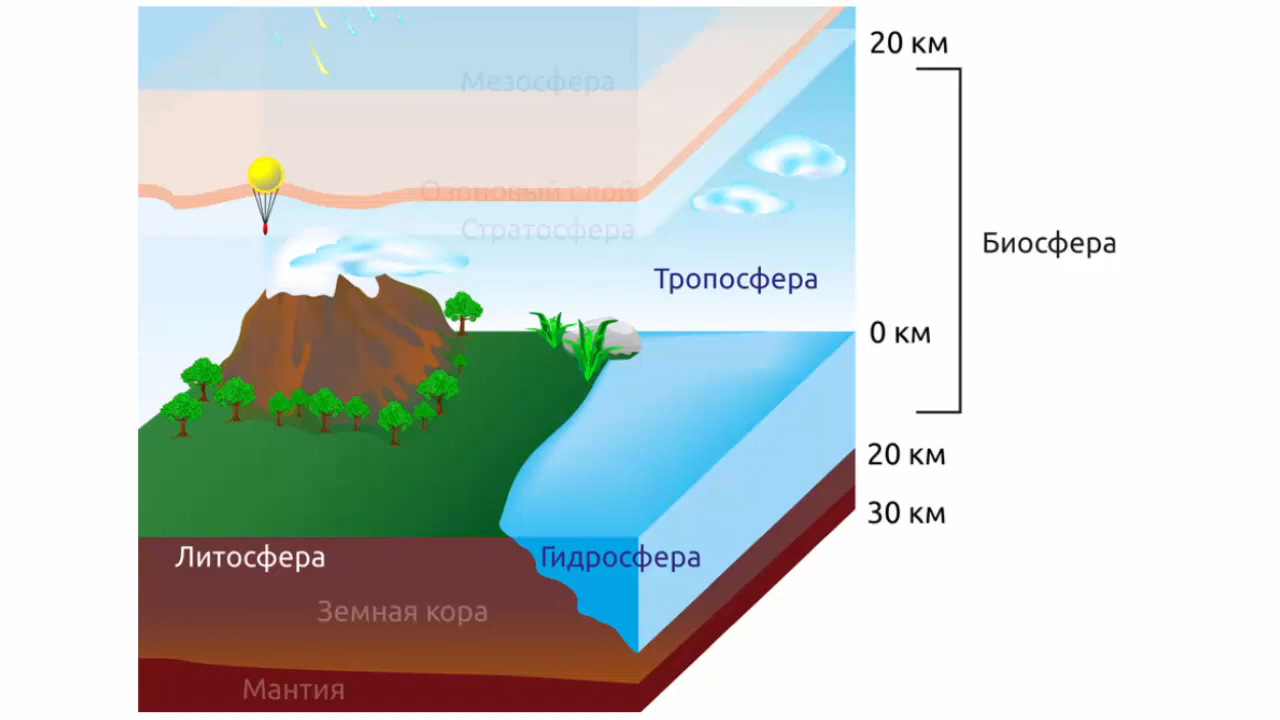 20 км
Мезосфера
Озоновый слой
Стратосфера
Биосфера
Тропосфера
0 км
20 км
30 км
Литосфера
Гидросфера
Земная кора
Мантия